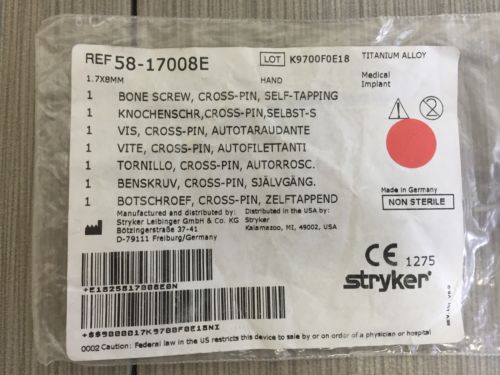 REF 58-17008E
LOT K9700F0E18
TITANIUM ALLOY
1.7X8MM
HAND
Medical
Implant
1 BONE SCREW, CROSS-PIN, SELF-TAPPING
1 KNOCHENSCHR,CROSS-PIN,SELBST-S
1 VIS, CROSS-PIN, AUTOTARAUDANTE
1 VITE, CROSS-PIN, AUTOFILETTANTI
1 TORNILLO, CROSS-PIN, AUTORROSC.
1 BENSKRUV, CROSS-PIN, SJÄLVGÄNG.
1 BOTSCHROEF, CROSS-PIN, ZELFTAPPEND
2
Made in Germany
NON STERILE
Manufactured and distributed by:
Stryker Leibinger GmbH & Co. KG
Bötzingerstraße 37-41
D-79111 Freiburg/Germany
Distributed in the USA by:
Stryker
Kalamazoo, MI, 49002, USA
CE 1275
stryker®
+E1825817008E0N
+$$9000017K9700F0E18NI
0002 Caution: Federal law in the US restricts this device to sale by or on order of a physician or hospital